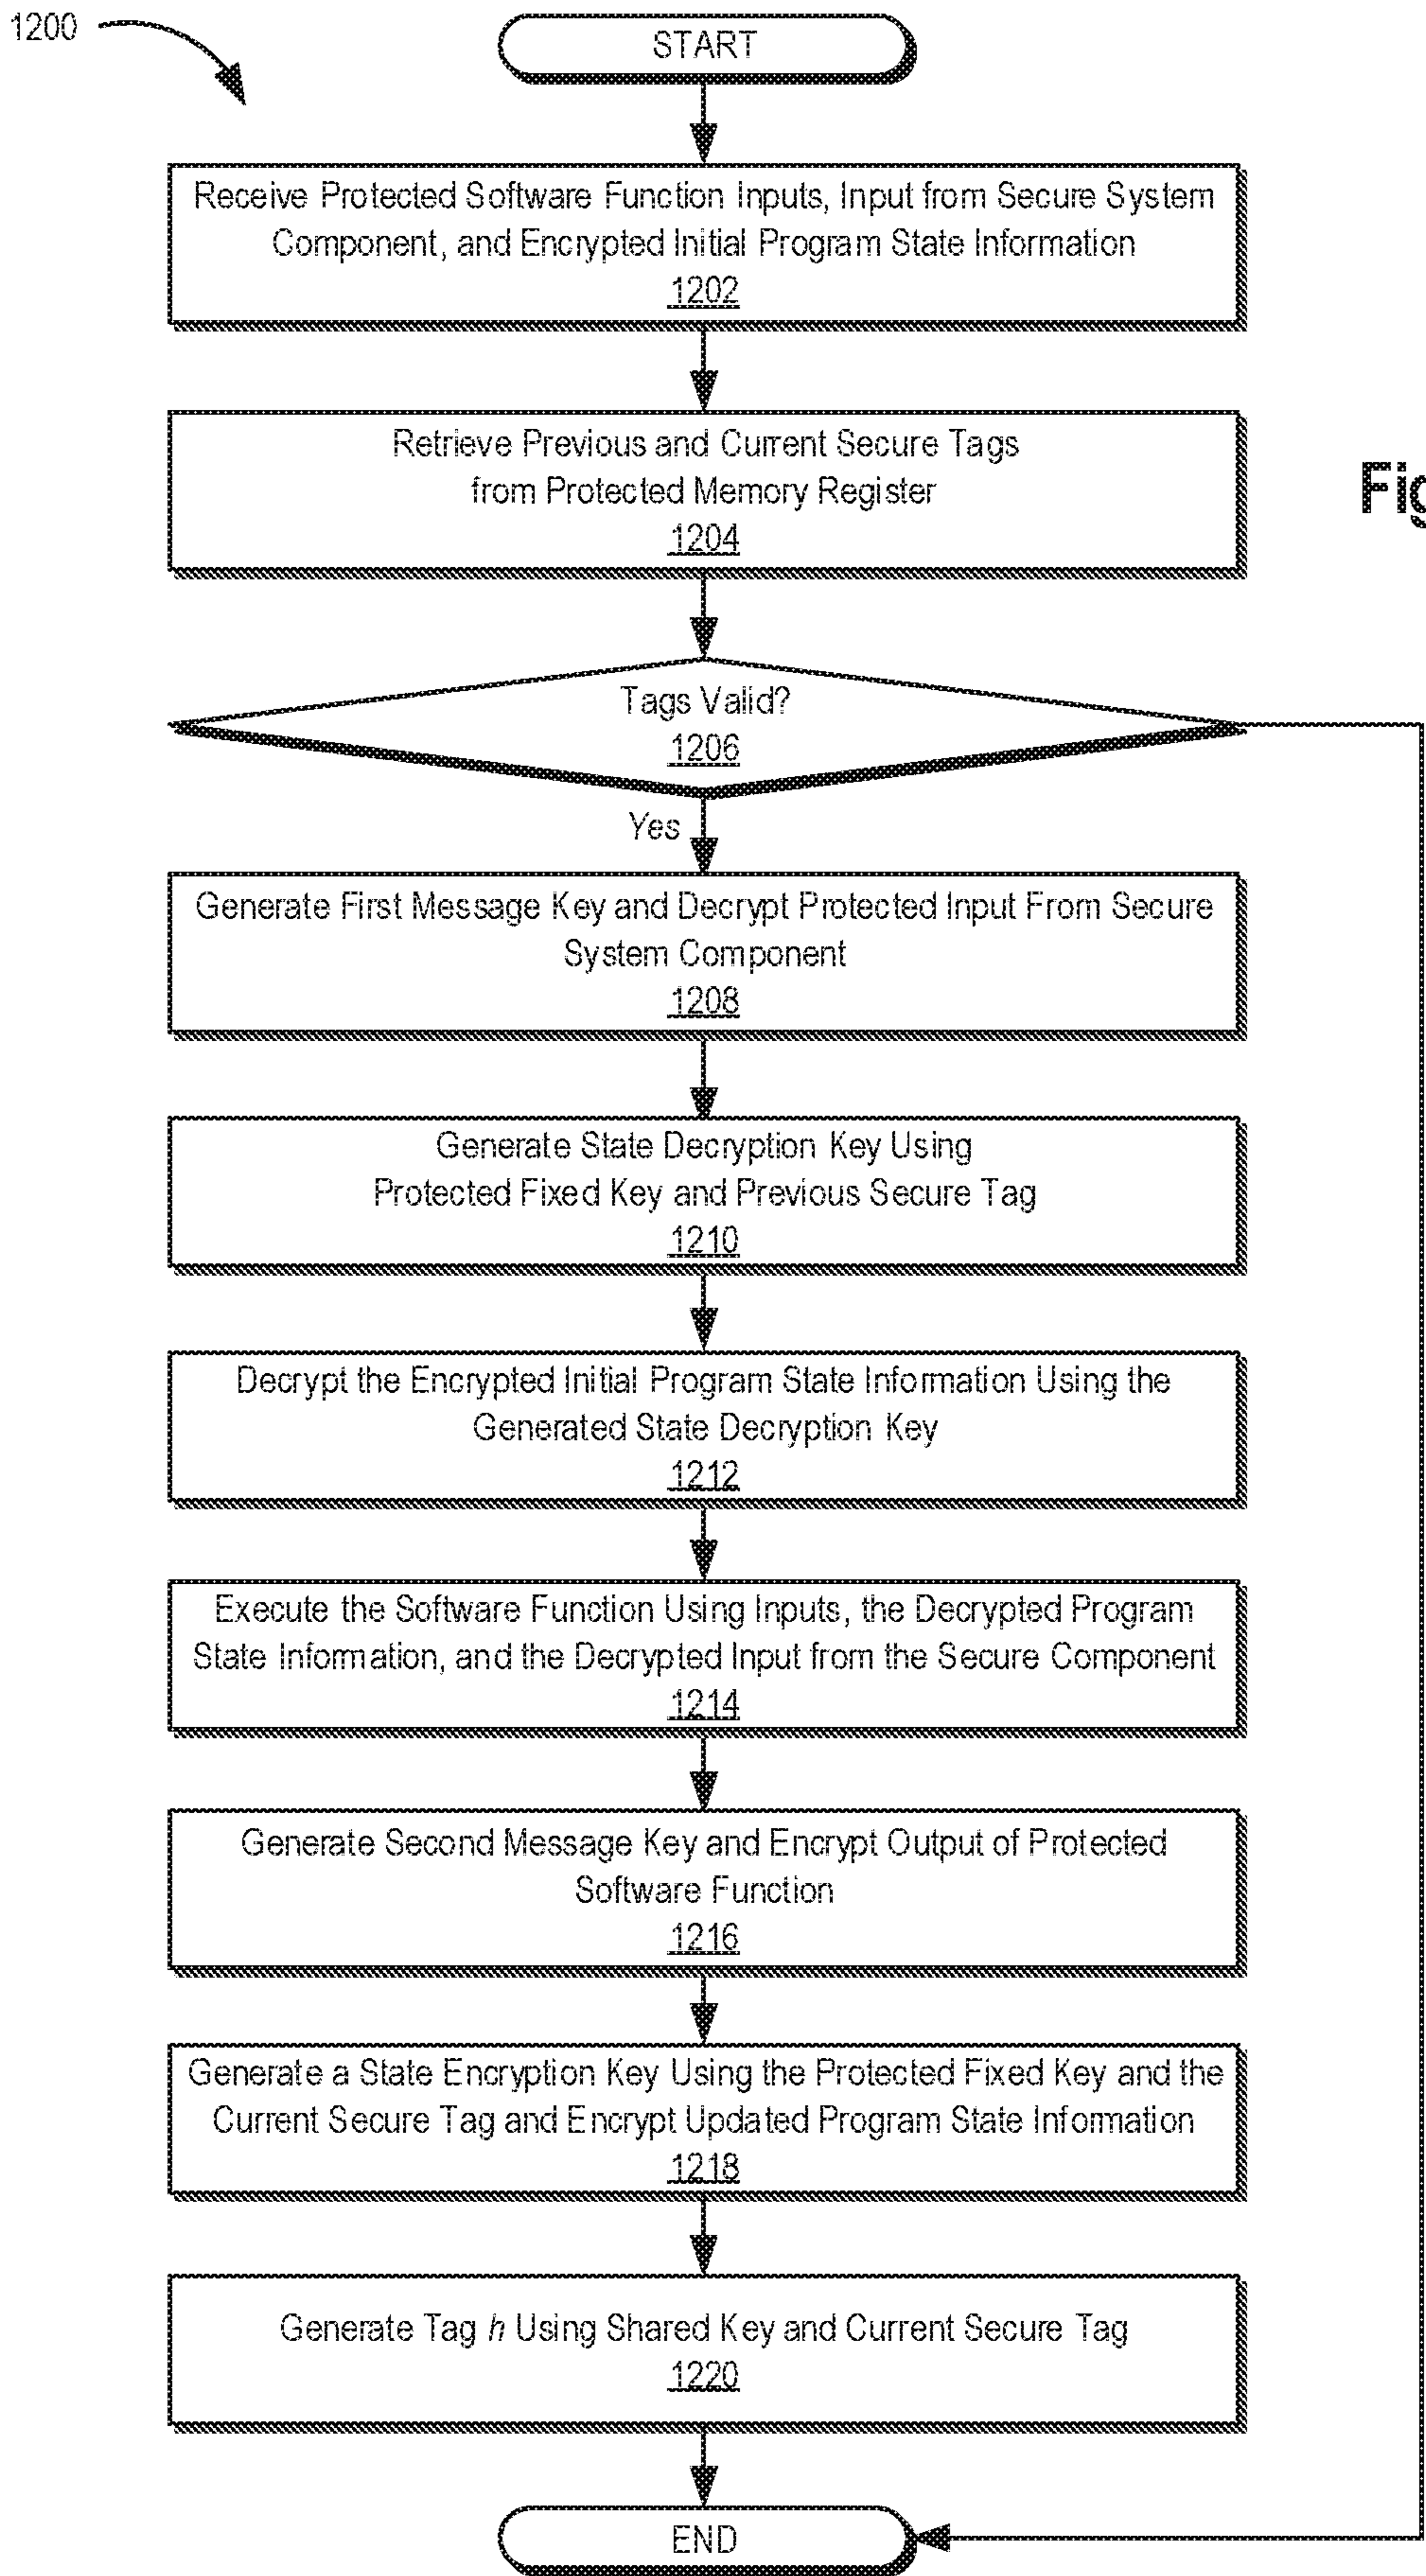 1200
START
Receive Protected Software Function Inputs, Input from Secure System
Component, and Encrypted Initial Program State Information
1202
Retrieve Previous and Current Secure Tags
from Protected Memory Register
1204
Fig
Tags Valid?
1206
Yes
Generate First Message Key and Decrypt Protected Input From Secure
System Component
1208
Generate State Decryption Key Using
Protected Fixed Key and Previous Secure Tag
1210
Decrypt the Encrypted Initial Program State Information Using the
Generated State Decryption Key
1212
Execute the Software Function Using Inputs, the Decrypted Program
State Information, and the Decrypted Input from the Secure Component
1214
Generate Second Message Key and Encrypt Output of Protected
Software Function
1216
Generate a State Encryption Key Using the Protected Fixed Key and the
Current Secure Tag and Encrypt Updated Program State Information
1218
Generate Tag h Using Shared Key and Current Secure Tag
1220
END